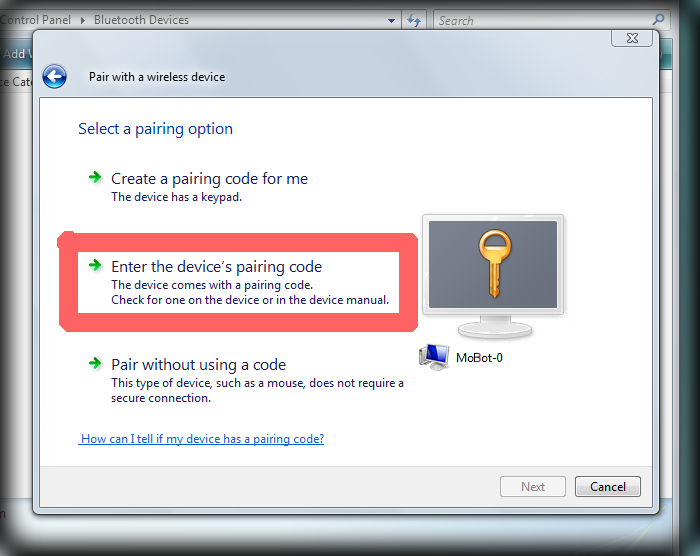 Control Panel Bluetooth Devices Search
Add
Pair with a wireless device
Select a pairing option
Create a pairing code for me
The device has a keypad.
Enter the device's pairing code
The device comes with a pairing code.
Check for one on the device or in the device manual.
MoBot-0
Pair without using a code
This type of device, such as a mouse, does not require a
secure connection.
How can I tell if my device has a pairing code?
Next Cancel